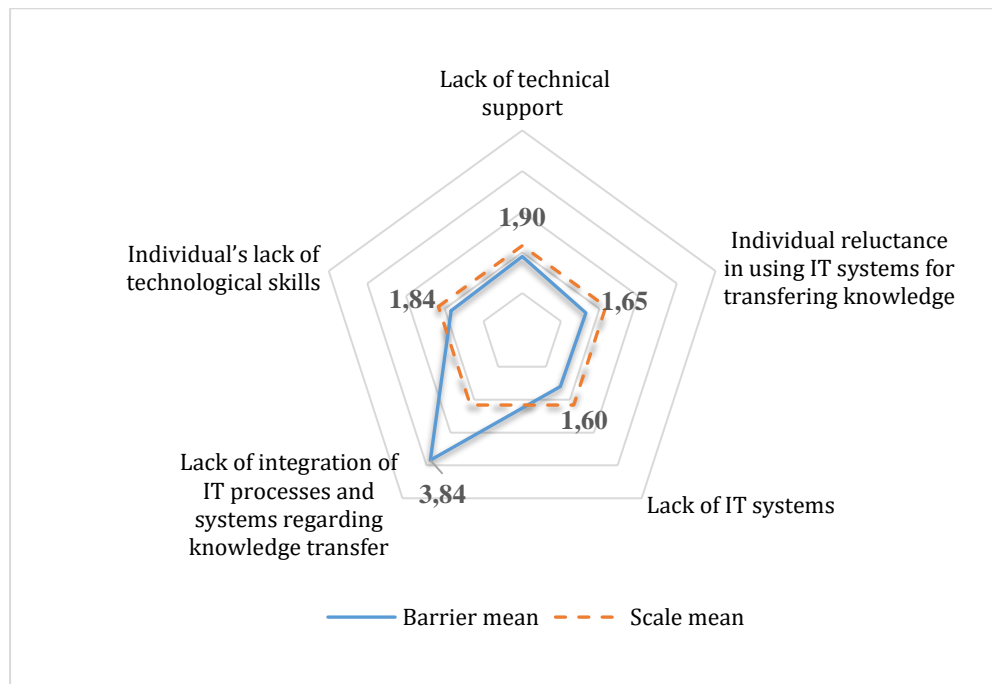 Lack of technical
support
1,90
Individual reluctance
in using IT systems for
transfering knowledge
1,65
Individual’s lack of
technological skills
1,84
1,60
Lack of IT systems
Lack of integration of
IT processes and
systems regarding
knowledge transfer
3,84
Barrier mean
Scale mean